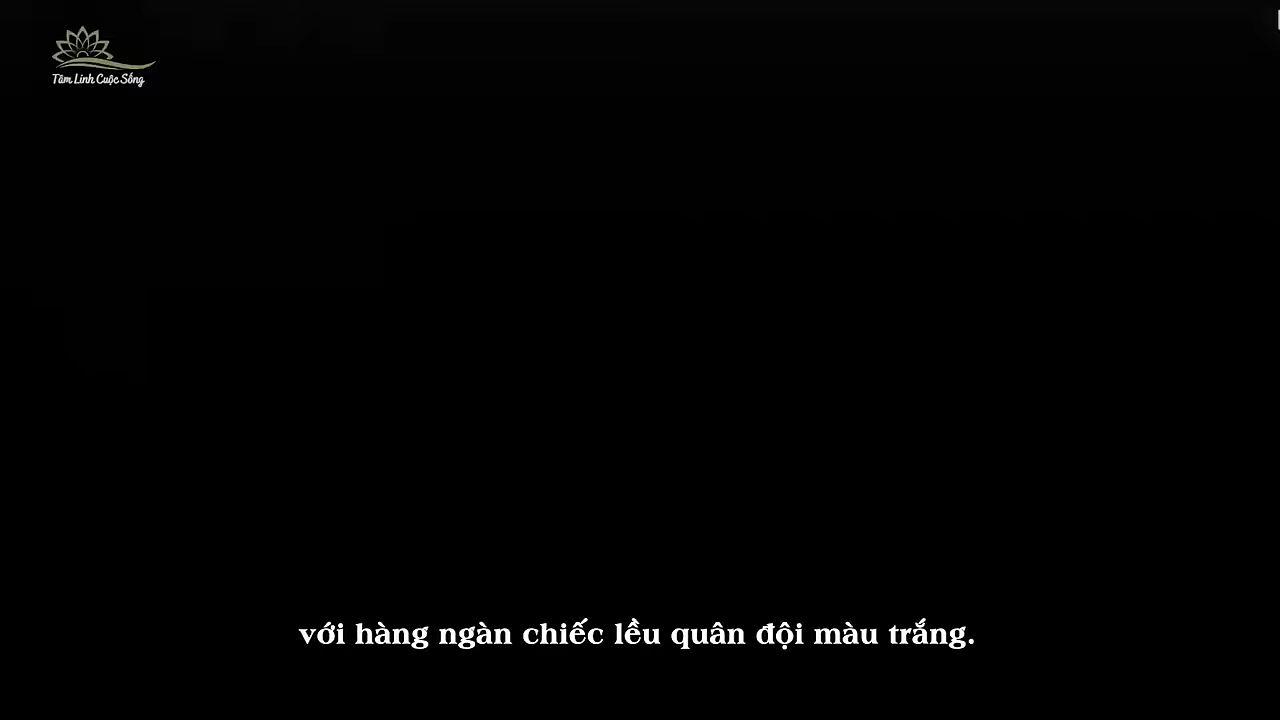 Tâm Linh Cuộc Sống
với hàng ngàn chiếc lều quân đội màu trắng.